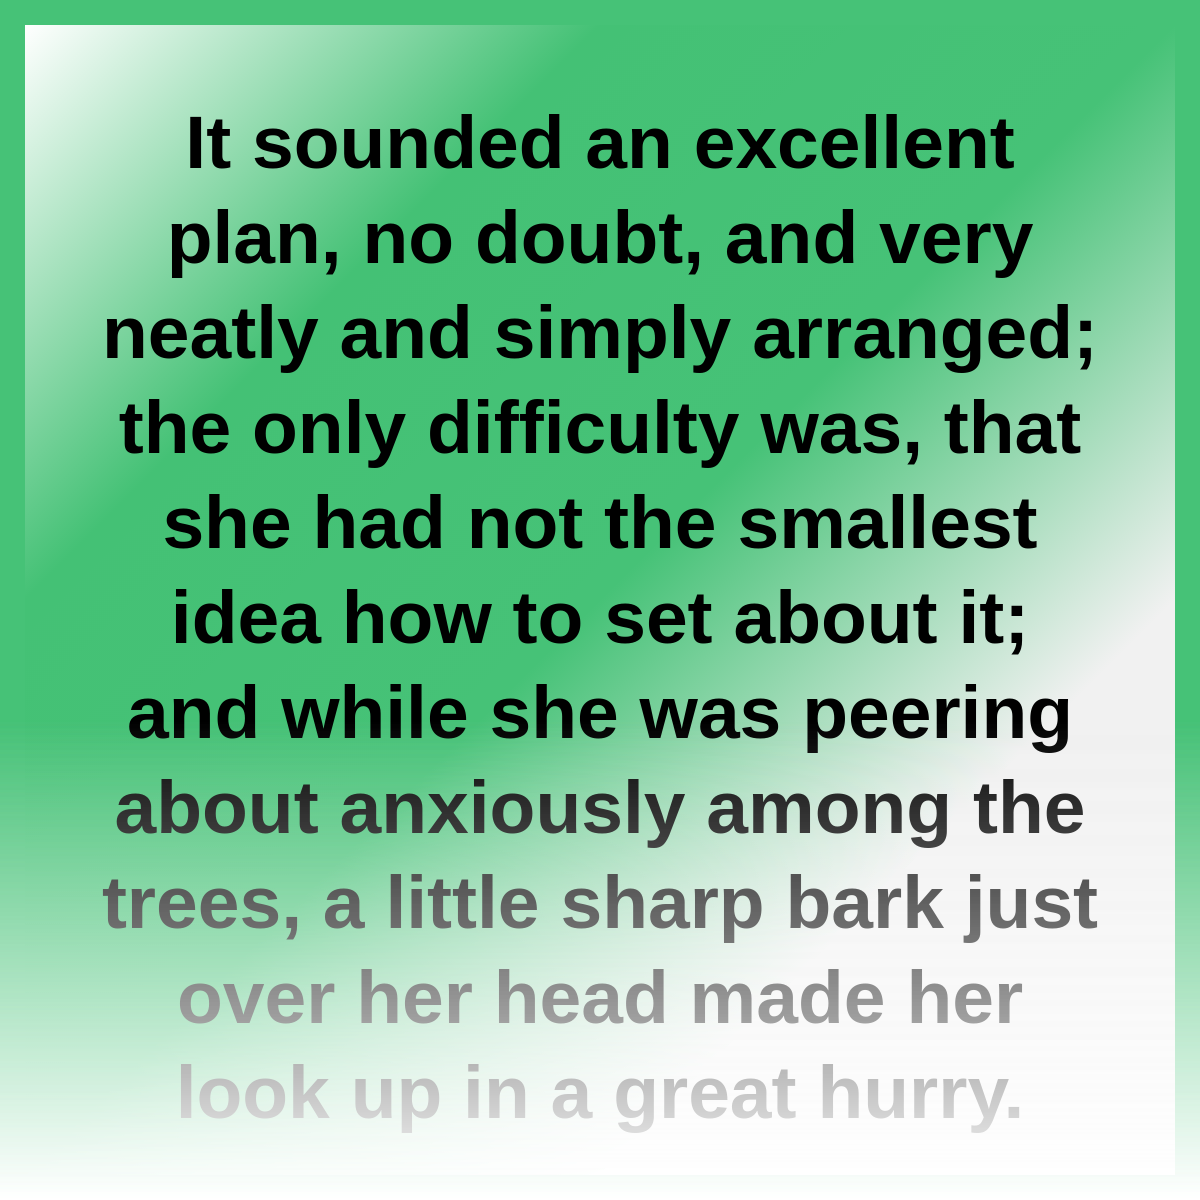 It sounded an excellent
plan, no doubt, and very
neatly and simply arranged;
the only difficulty was, that
she had not the smallest
idea how to set about it;
and while she was peering
about anxiously among the
trees, a little sharp bark just
over her head made her
look up in a great hurry.